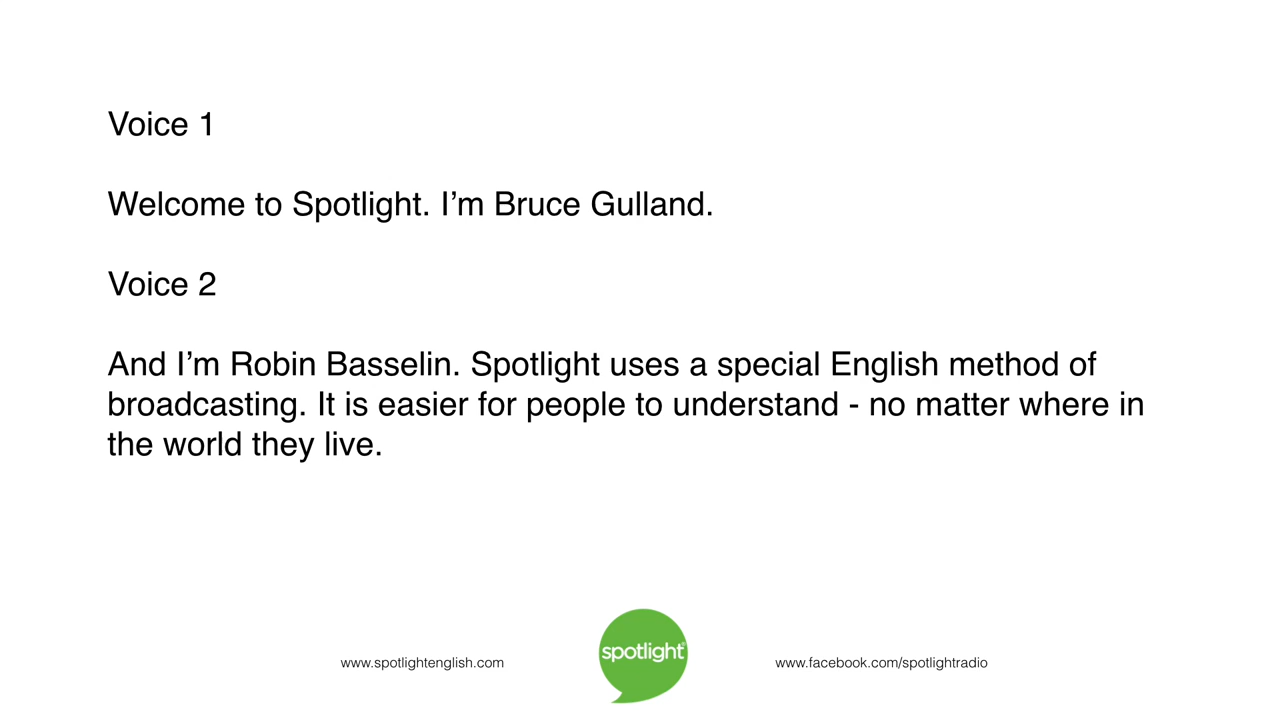 Voice 1
Welcome to Spotlight. I’m Bruce Gulland.
Voice 2
And I’m Robin Basselin. Spotlight uses a special English method of
broadcasting. It is easier for people to understand - no matter where in
the world they live.
www.spotlightenglish.com
spotlight®
www.facebook.com/spotlightradio